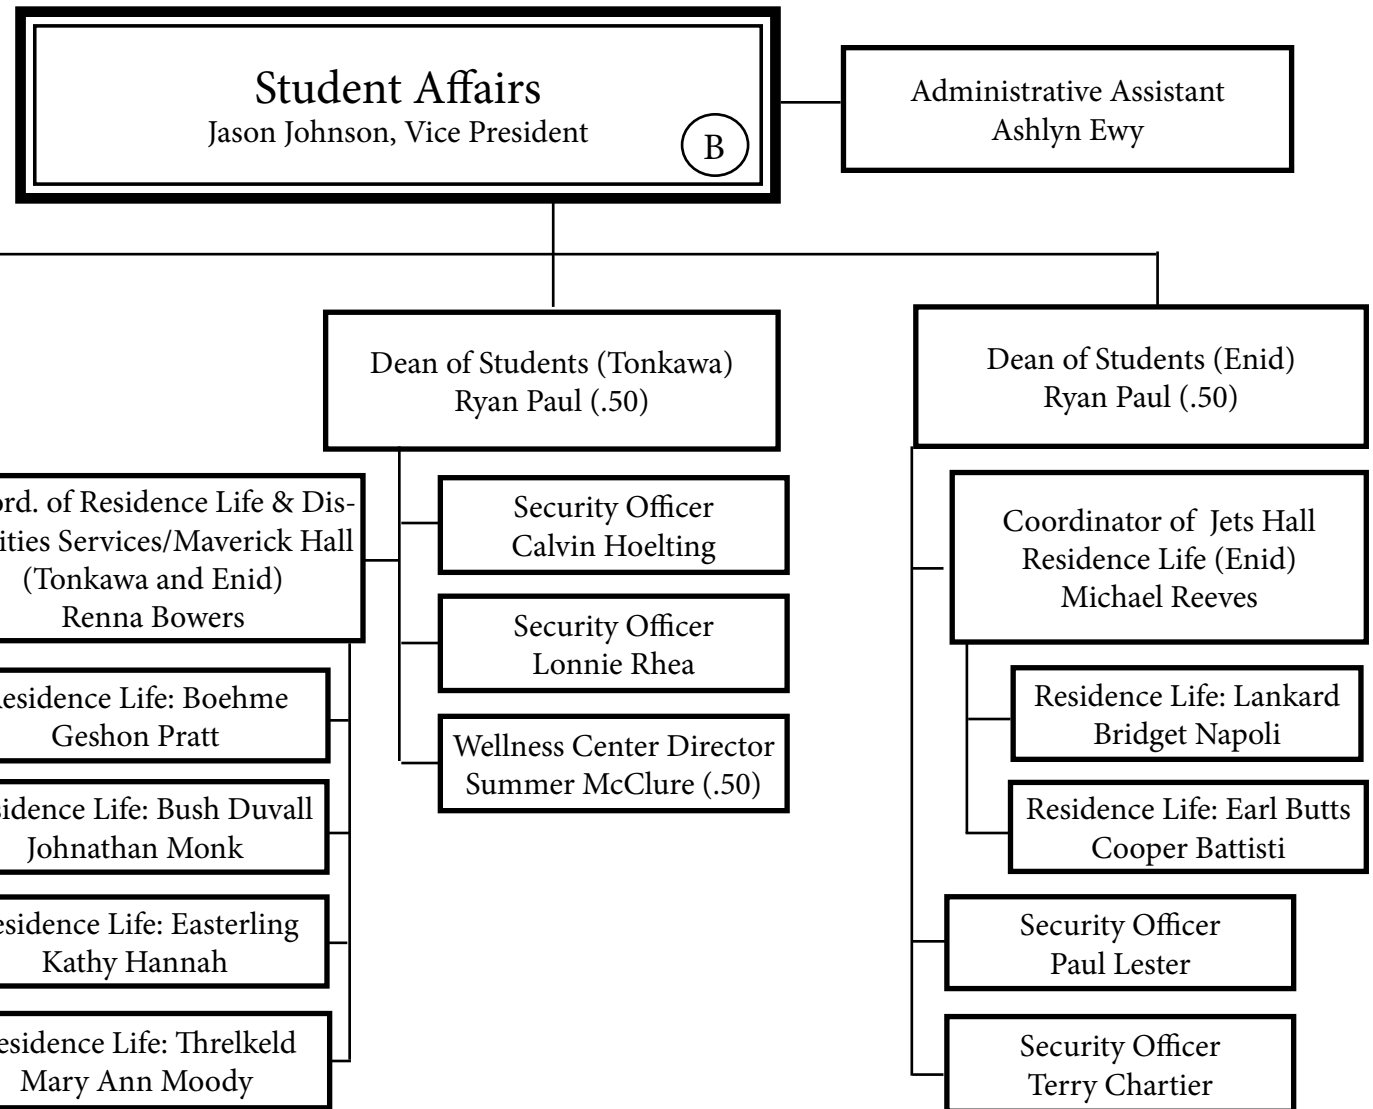 Student Affairs
Jason Johnson, Vice President
B
Administrative Assistant
Ashlyn Ewy
Dean of Students (Tonkawa)
Ryan Paul (.50)
Dean of Students (Enid)
Ryan Paul (.50)
of Residence Life & Dis-
Services/Maverick Hall
(Tonkawa and Enid)
Renna Bowers
Life: Boehme
Geshon Pratt
Life: Bush Duvall
Johnathan Monk
Life: Easterling
Kathy Hannah
Life: Threlkeld
Mary Ann Moody
Security Officer
Calvin Hoelting
Security Officer
Lonnie Rhea
Wellness Center Director
Summer McClure (.50)
Coordinator of Jets Hall
Residence Life (Enid)
Michael Reeves
Residence Life: Lankard
Bridget Napoli
Residence Life: Earl Butts
Cooper Battisti
Security Officer
Paul Lester
Security Officer
Terry Chartier